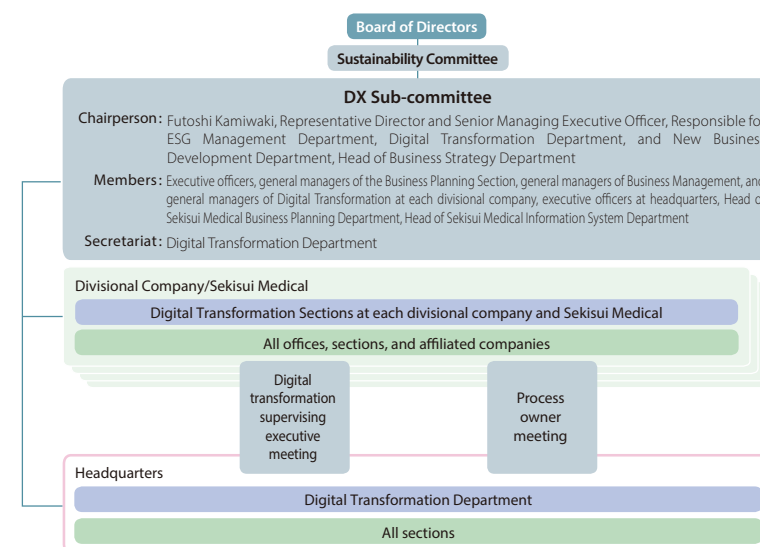 Board of Directors
Sustainability Committee
DX Sub-committee
Chairperson: Futoshi Kamiwaki, Representative Director and Senior Managing Executive Officer, Responsible fo
ESG Management Department, Digital Transformation Department, and New Busines
Development Department, Head of Business Strategy Department
Members: Executive officers, general managers of the Business Planning Section, general managers of Business Management, and
general managers of Digital Transformation at each divisional company, executive officers at headquarters, Head o
Sekisui Medical Business Planning Department, Head of Sekisui Medical Information System Department
Secretariat: Digital Transformation Department
Divisional Company/Sekisui Medical
Digital Transformation Sections at each divisional company and Sekisui Medical
All offices, sections, and affiliated companies
Digital
transformation
supervising
executive
meeting
Process
owner
meeting
Headquarters
Digital Transformation Department
All sections